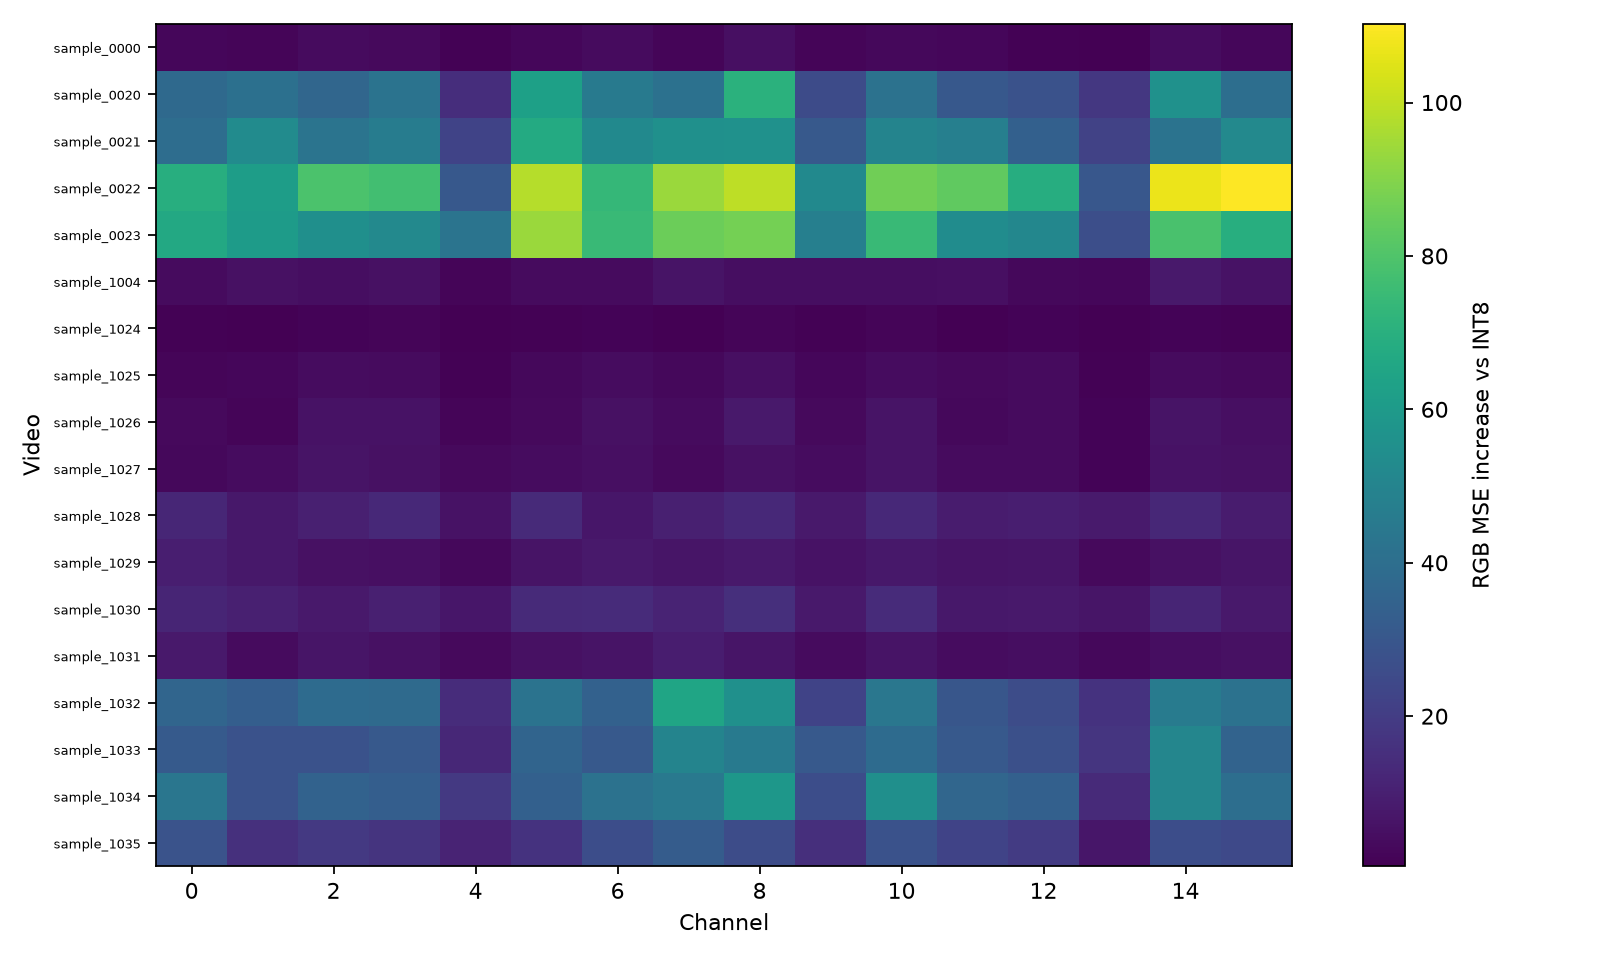 sample_0000
sample_0020
sample_0021
sample_0022
sample_0023
sample_1004
sample_1024
sample_1025
sample_1026
sample_1027
sample_1028
sample_1029
sample_1030
sample_1031
sample_1032
sample_1033
sample_1034
sample_1035
Video
0 2 4 6 8 10 12 14
Channel
100
80
60
40
20
RGB MSE increase vs INT8